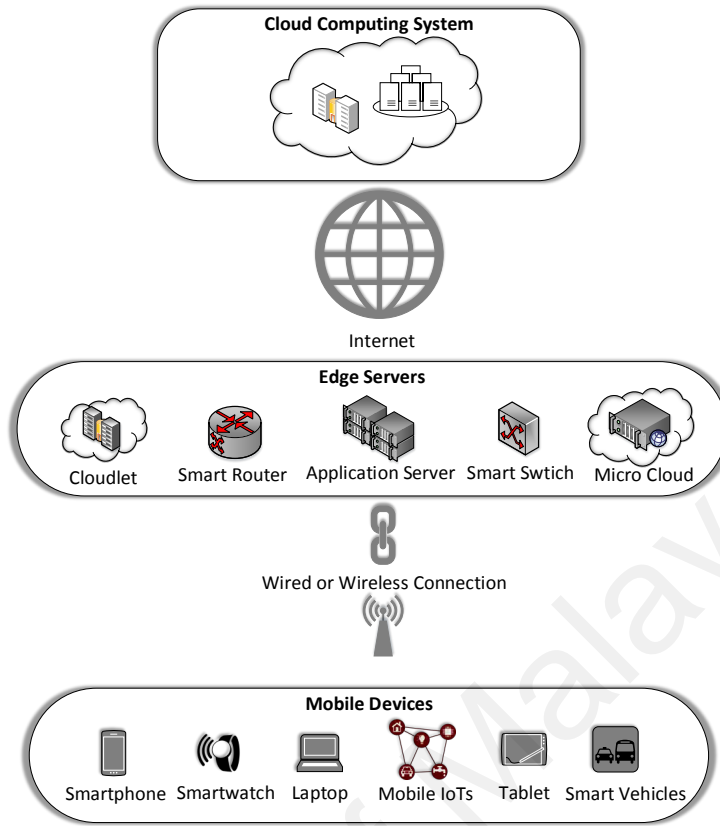 Cloud Computing System
Internet
Edge Servers
Cloudlet
Smart Router
Application Server
Smart Swtich
Micro Cloud
Wired or Wireless Connection
Mobile Devices
Smartphone
Smartwatch
Laptop
Mobile IoTs
Tablet
Smart Vehicles